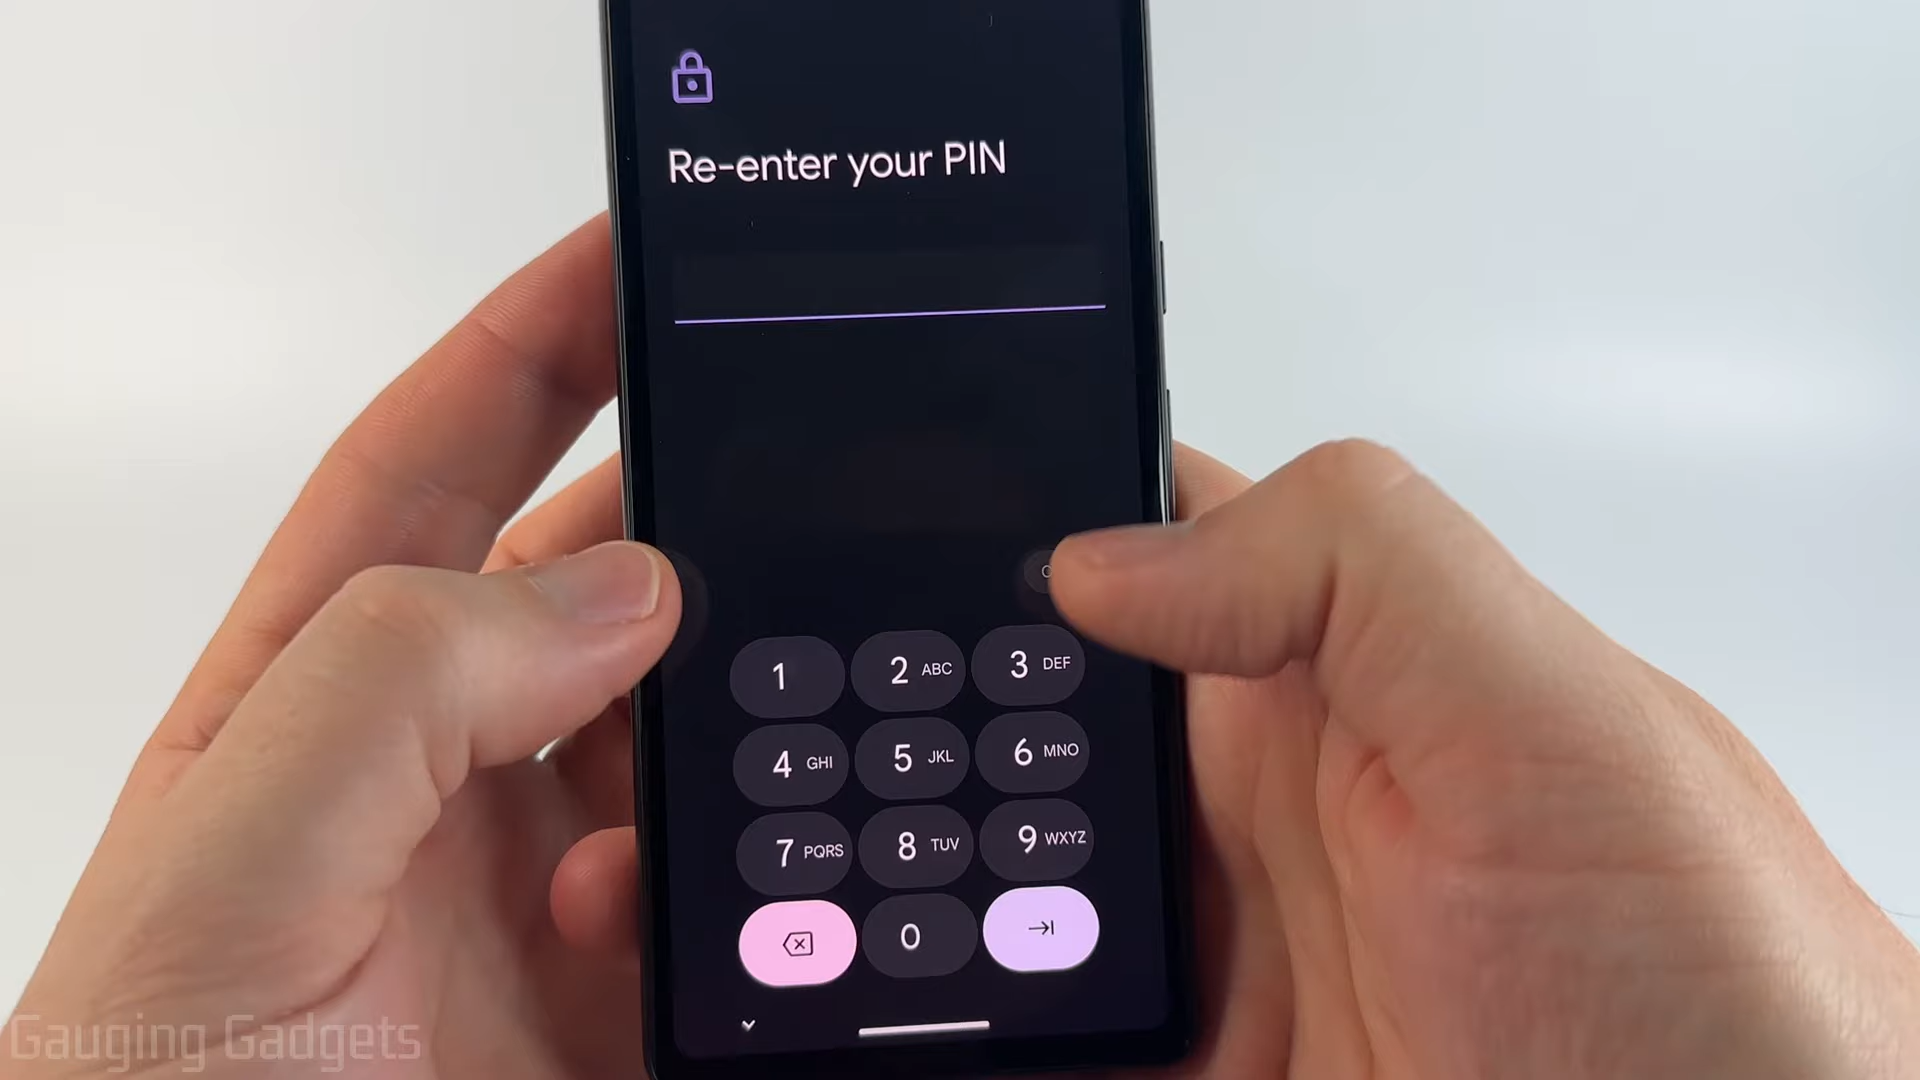 Re-enter your PIN
1
2 ABC
3 DEF
4 GHI
5 JKL
6 MNO
7 PQRS
8 TUV
9 WXYZ
0
Gauging Gadgets